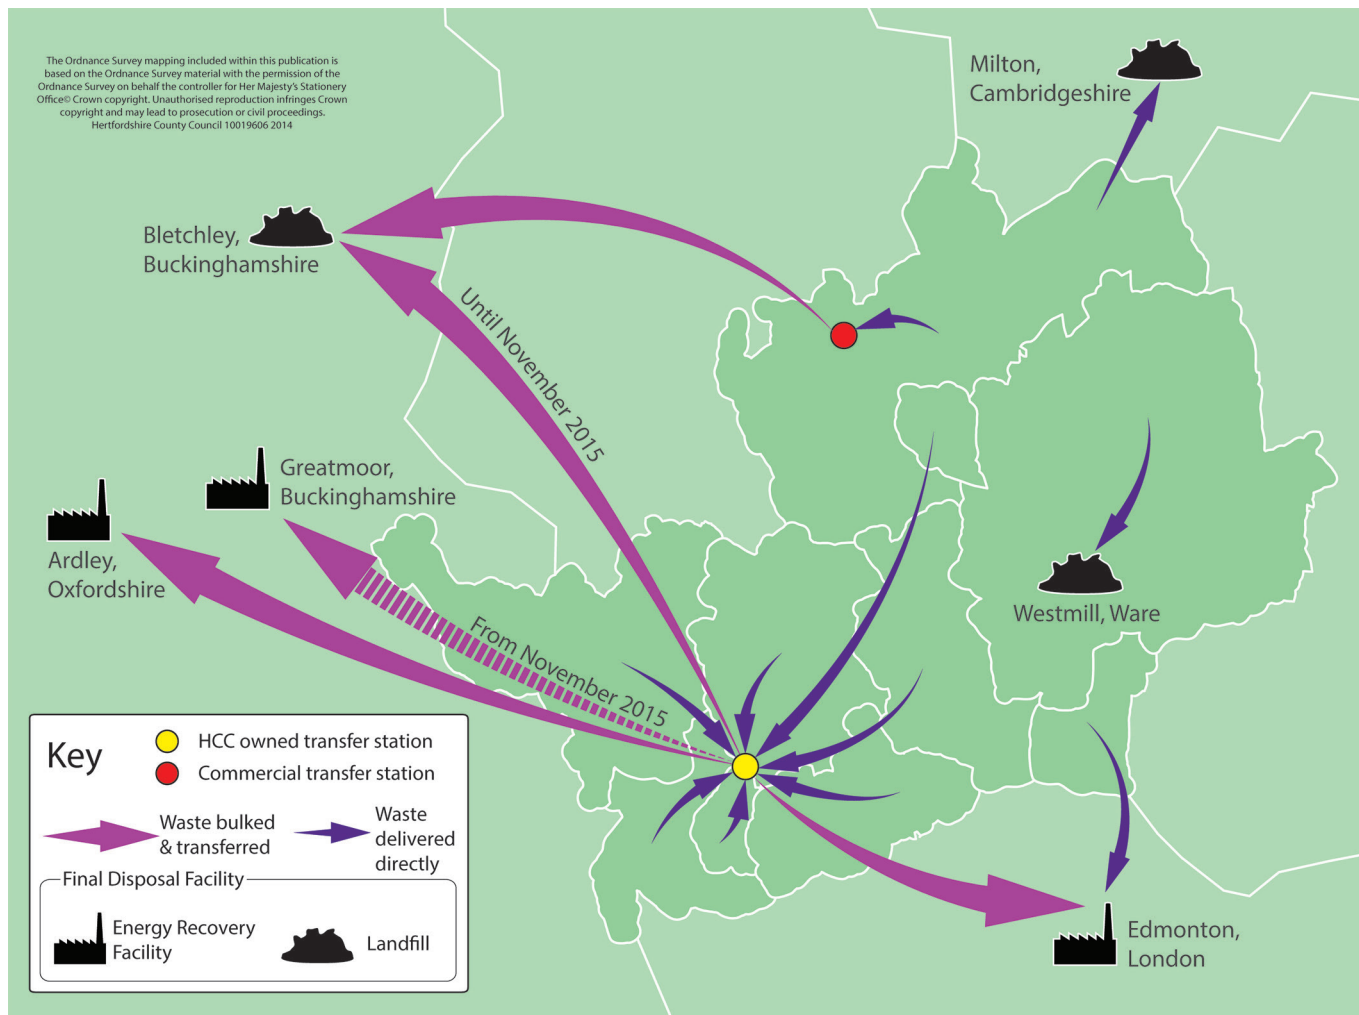 The Ordnance Survey mapping included within this publication is
based on the Ordnance Survey material with the permission of the
Ordnance Survey on behalf the controller for Her Majesty's Stationery
Office© Crown copyright. Unauthorised reproduction infringes Crown
copyright and may lead to prosecution or civil proceedings.
Hertfordshire County Council 10019606 2014
Milton,
Cambridgeshire
Bletchley,
Buckinghamshire
Until November 2015
Greatmoor,
Buckinghamshire
Ardley,
Oxfordshire
From November 2015
Westmill, Ware
Edmonton,
London
Key
HCC owned transfer station
Commercial transfer station
Waste bulked
& transferred
Waste
delivered
directly
Final Disposal Facility
Energy Recovery
Facility
Landfill